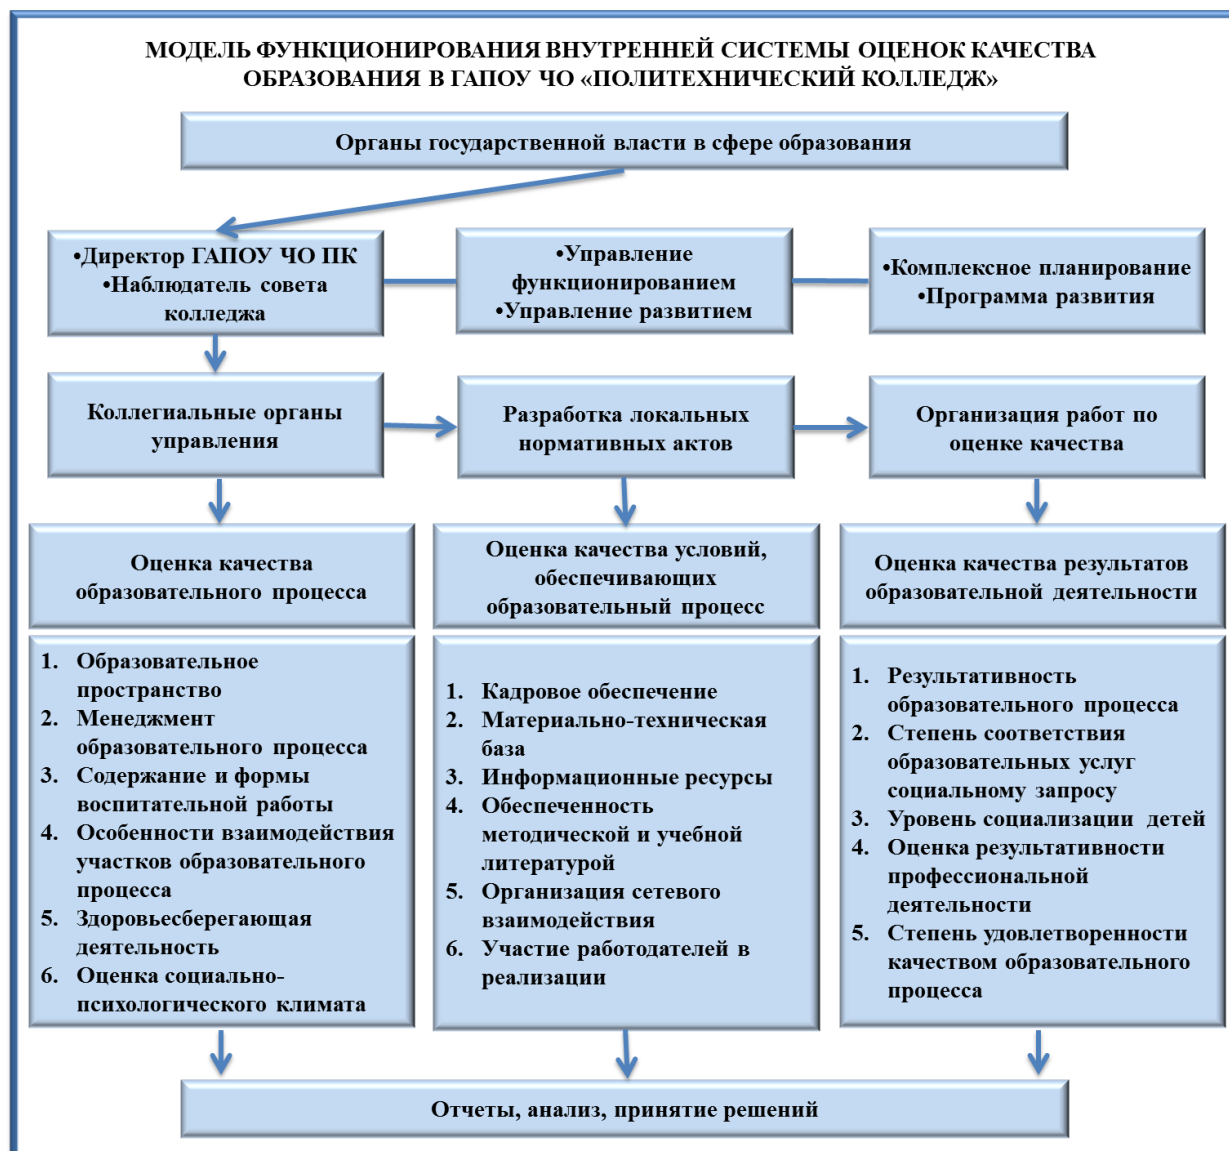 МОДЕЛЬ ФУНКЦИОНИРОВАНИЯ ВНУТРЕННЕЙ СИСТЕМЫ ОЦЕНОК КАЧЕСТВА
ОБРАЗОВАНИЯ В ГАПОУ ЧО «ПОЛИТЕХНИЧЕСКИЙ КОЛЛЕДЖ»
Органы государственной власти в сфере образования
•Директор ГАПОУ ЧО ПК
•Наблюдатель совета
колледжа
•Управление
функционированием
•Управление развитием
•Комплексное планирование
•Программа развития
Коллегиальные органы
управления
Разработка локальных
нормативных актов
Организация работ по
оценке качества
Оценка качества
образовательного процесса
Оценка качества условий,
обеспечивающих
образовательный процесс
Оценка качества результатов
образовательной деятельности
1. Образовательное
пространство
2. Менеджмент
образовательного процесса
3. Содержание и формы
воспитательной работы
4. Особенности взаимодействия
участков образовательного
процесса
5. Здоровьесберегающая
деятельность
6. Оценка социально-
психологического климата
1. Кадровое обеспечение
2. Материально-техническая
база
3. Информационные ресурсы
4. Обеспеченность
методической и учебной
литературой
5. Организация сетевого
взаимодействия
6. Участие работодателей в
реализации
1. Результативность
образовательного процесса
2. Степень соответствия
образовательных услуг
социальному запросу
3. Уровень социализации детей
4. Оценка результативности
профессиональной
деятельности
5. Степень удовлетворенности
качеством образовательного
процесса
Отчеты, анализ, принятие решений